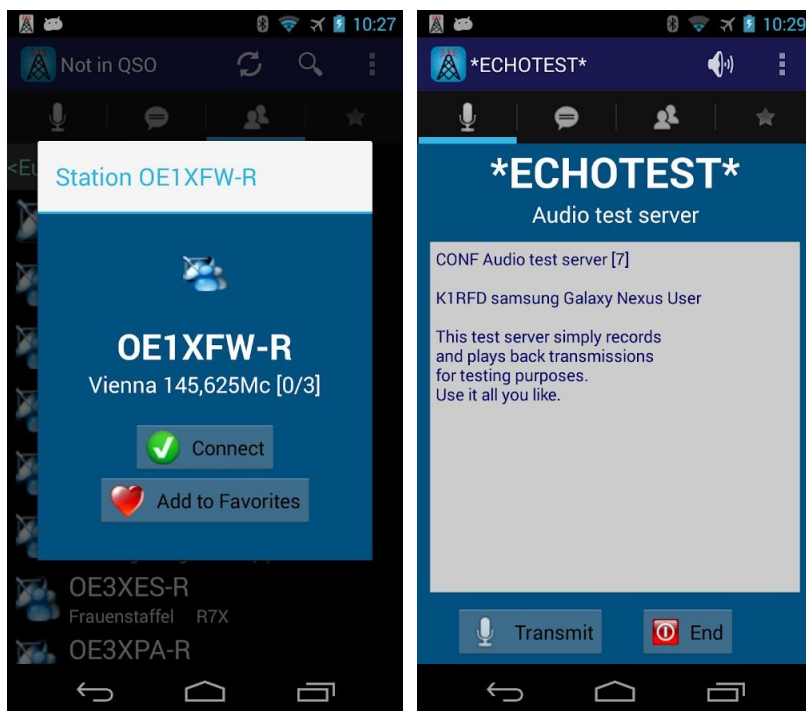 10:27
Not in QSO
<Eu
Station OE1XFW-R
OE1XFW-R
Vienna 145,625Mc [0/3]
Connect
Add to Favorites
OE3XES-R
Frauenstaffel R7X
OE3XPA-R
10:29
*ECHOTEST*
*ECHOTEST*
Audio test server
CONF Audio test server [7]
K1RFD samsung Galaxy Nexus User
This test server simply records
and plays back transmissions
for testing purposes.
Use it all you like.
Transmit
End